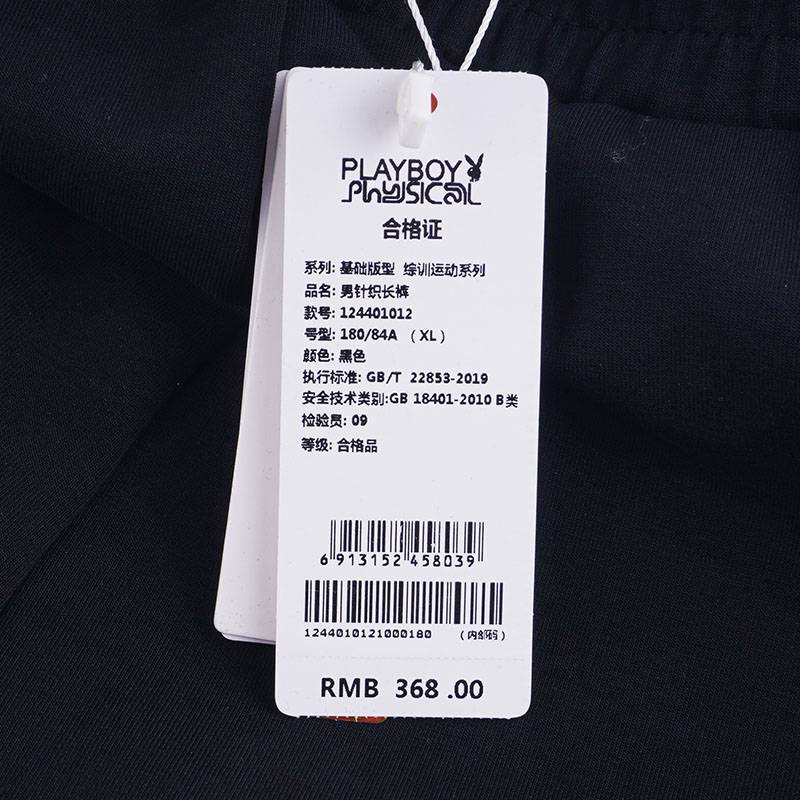 PLAYBOY
Physical
合格证
系列: 基础版型 综训运动系列
品名: 男针织长裤
款号: 124401012
号型: 180/84A （XL）
颜色: 黑色
执行标准: GB/T 22853-2019
安全技术类别:GB 18401-2010 B类
检验员: 09
等级: 合格品
6 913152 458039
1244010121000180 （内部码）
RMB 368 .00